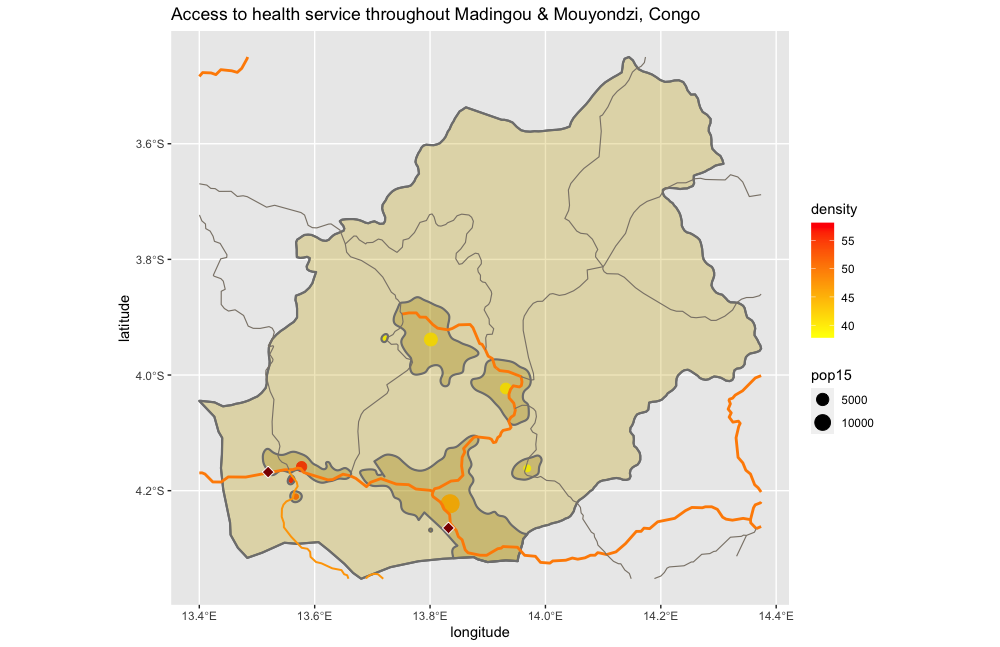 Access to health service throughout Madingou & Mouyondzi, Congo
3.6°S
3.8°S
4.0°S
4.2°S
latitude
13.4°E 13.6°E 13.8°E 14.0°E 14.2°E 14.4°E
longitude
density
55
50
45
40
pop15
5000
10000